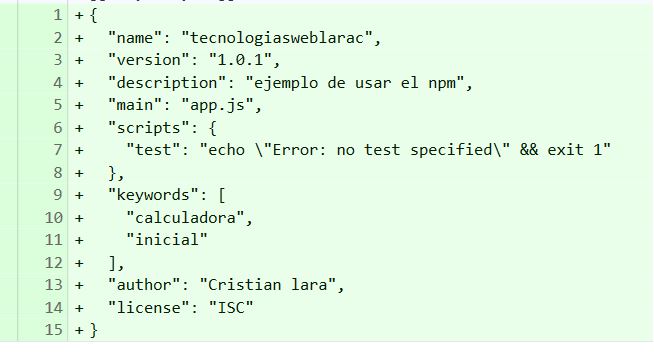 1 + {
2 +   "name": "tecnologiasweblarac",
3 +   "version": "1.0.1",
4 +   "description": "ejemplo de usar el npm",
5 +   "main": "app.js",
6 +   "scripts": {
7 +     "test": "echo \"Error: no test specified\" && exit 1"
8 +   },
9 +   "keywords": [
10 +     "calculadora",
11 +     "inicial"
12 +   ],
13 +   "author": "Cristian lara",
14 +   "license": "ISC"
15 + }